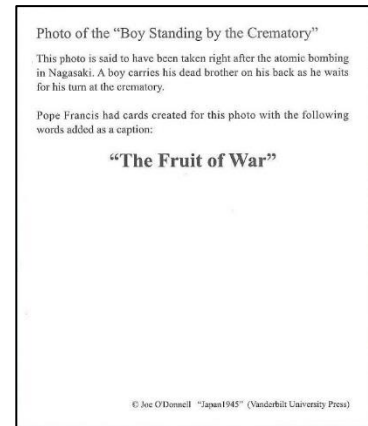 Photo of the “Boy Standing by the Crematory”
This photo is said to have been taken right after the atomic bombing
in Nagasaki. A boy carries his dead brother on his back as he waits
for his turn at the crematory.
Pope Francis had cards created for this photo with the following
words added as a caption:
“The Fruit of War”
© Joe O'Donnell “Japan1945” (Vanderbilt University Press)